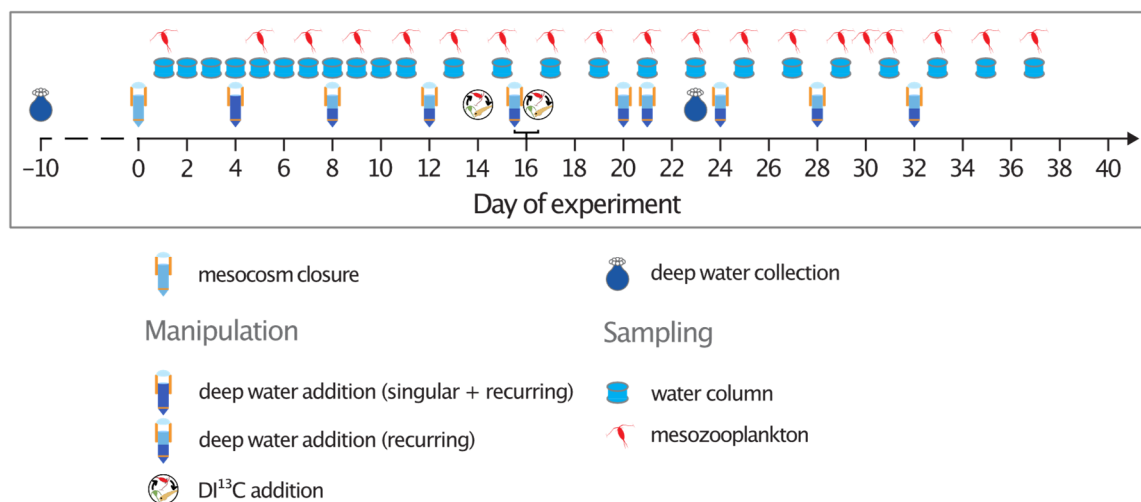 −10 0 2 4 6 8 10 12 14 16 18 20 22 24 26 28 30 32 34 36 38 40
Day of experiment
mesocosm closure
deep water collection
Manipulation
Sampling
deep water addition (singular + recurring)
water column
deep water addition (recurring)
mesozooplankton
DI¹³C addition